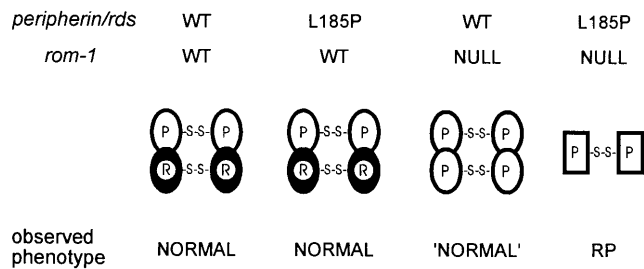 peripherin/rds WT L185P WT L185P
rom-1 WT WT NULL NULL
P -S-S- P P -S-S- P P -S-S- P
P -S-S- P
R -S-S- R R -S-S- R P -S-S- P
observed
phenotype NORMAL NORMAL 'NORMAL' RP